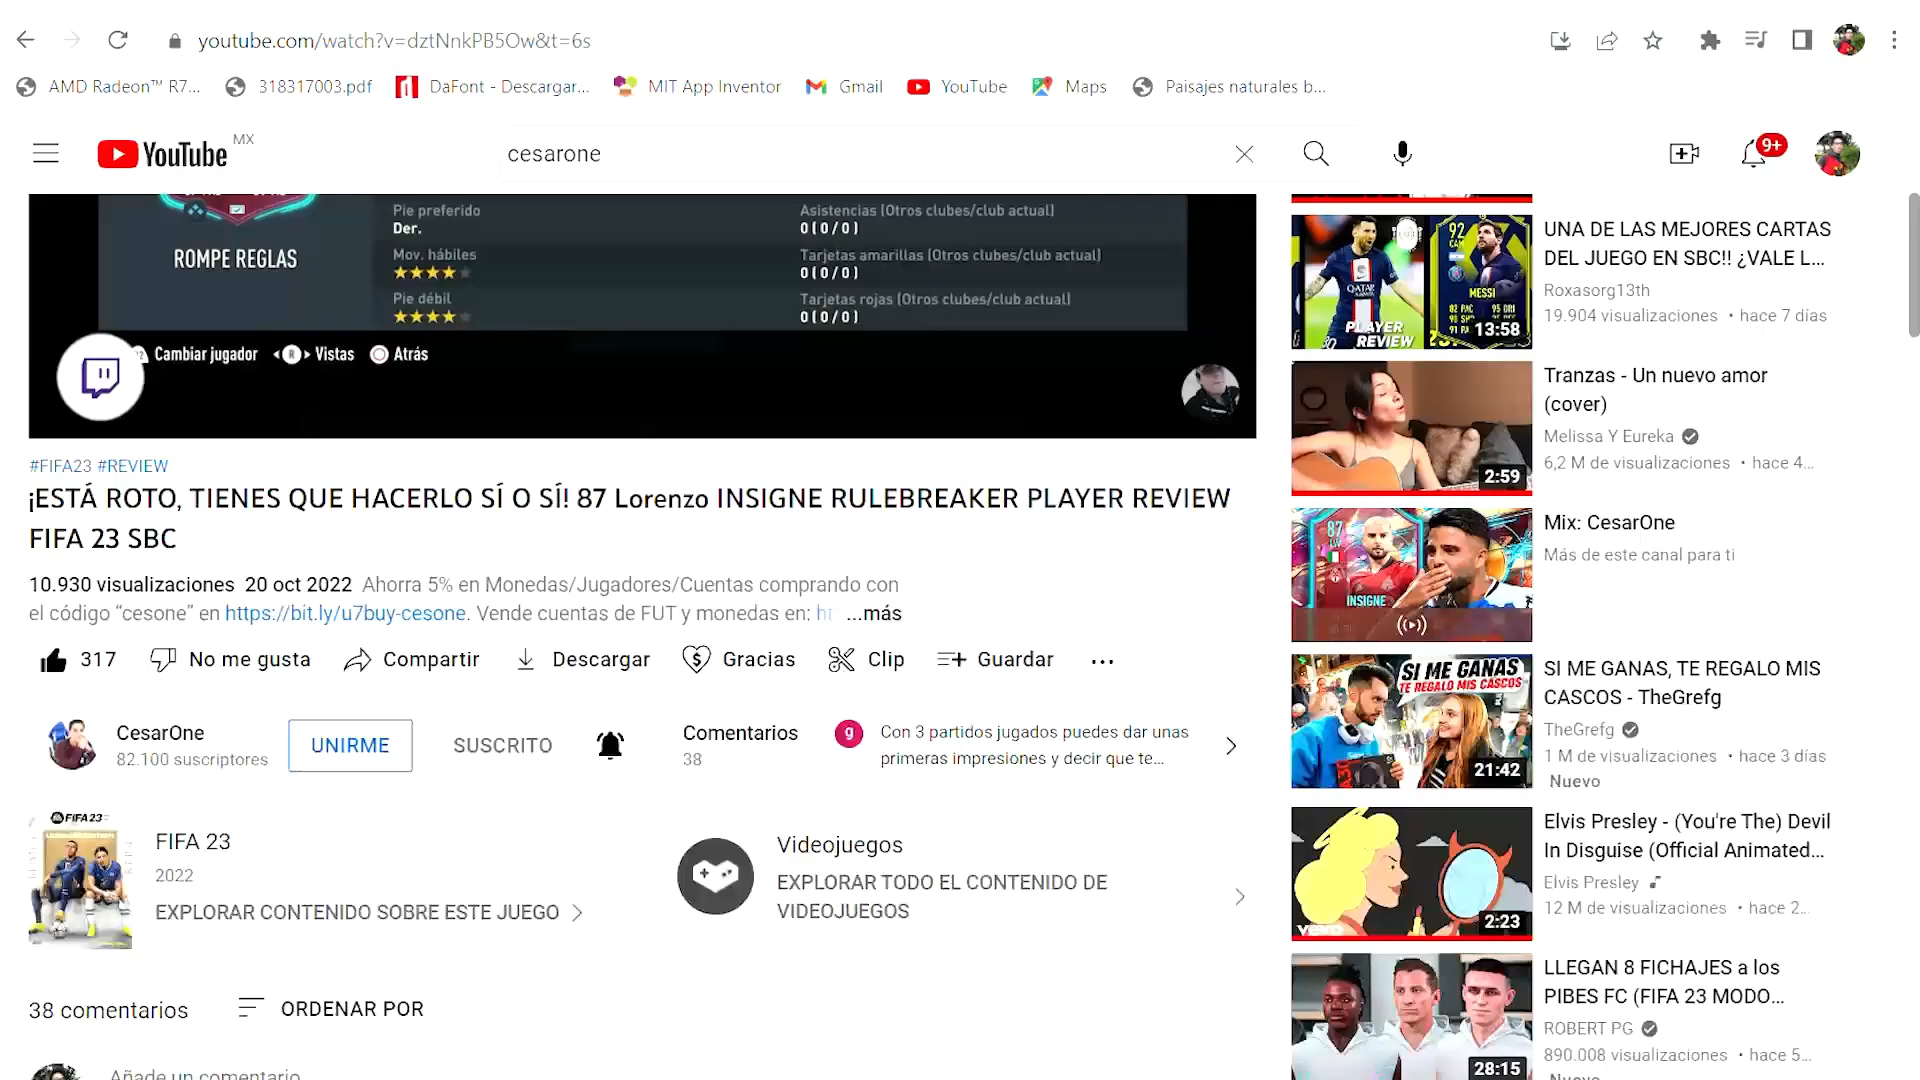 youtube.com/watch?v=dztNnkPB5Ow&t=6s
AMD Radeon™ R7...
318317003.pdf
DaFont - Descargar...
MIT App Inventor
Gmail
YouTube
Maps
Paisajes naturales b...
YouTube MX
cesarone
9+
Pie preferido
Der.
Mov. hábiles
Pie débil
ROMPE REGLAS
Asistencias (Otros clubes/club actual)
0 ( 0 / 0 )
Tarjetas amarillas (Otros clubes/club actual)
0 ( 0 / 0 )
Tarjetas rojas (Otros clubes/club actual)
0 ( 0 / 0 )
Cambiar jugador
R
Vistas
Atrás
#FIFA23 #REVIEW
¡ESTÁ ROTO, TIENES QUE HACERLO SÍ O SÍ! 87 Lorenzo INSIGNE RULEBREAKER PLAYER REVIEW
FIFA 23 SBC
10.930 visualizaciones 20 oct 2022 Ahorra 5% en Monedas/Jugadores/Cuentas comprando con
el código “cesone” en https://bit.ly/u7buy-cesone. Vende cuentas de FUT y monedas en: ht ...más
317
No me gusta
Compartir
Descargar
Gracias
Clip
Guardar
CesarOne
82.100 suscriptores
UNIRME
SUSCRITO
Comentarios
38
g
Con 3 partidos jugados puedes dar unas
primeras impresiones y decir que te...
FIFA 23
FIFA 23
2022
EXPLORAR CONTENIDO SOBRE ESTE JUEGO
Videojuegos
EXPLORAR TODO EL CONTENIDO DE
VIDEOJUEGOS
38 comentarios
ORDENAR POR
Añade un comentario
92
CAM
QATAR
MESSI
PLAYER
REVIEW
13:58
UNA DE LAS MEJORES CARTAS
DEL JUEGO EN SBC!! ¿VALE L...
Roxasorg13th
19.904 visualizaciones • hace 7 días
2:59
Tranzas - Un nuevo amor
(cover)
Melissa Y Eureka
6,2 M de visualizaciones • hace 4...
87
INSIGNE
Mix: CesarOne
Más de este canal para ti
SI ME GANAS
TE REGALO MIS CASCOS
21:42
SI ME GANAS, TE REGALO MIS
CASCOS - TheGrefg
TheGrefg
1 M de visualizaciones • hace 3 días
Nuevo
vevo
2:23
Elvis Presley - (You're The) Devil
In Disguise (Official Animated...
Elvis Presley
12 M de visualizaciones • hace 2...
28:15
LLEGAN 8 FICHAJES a los
PIBES FC (FIFA 23 MODO...
ROBERT PG
890.008 visualizaciones • hace 5...
Nuevo